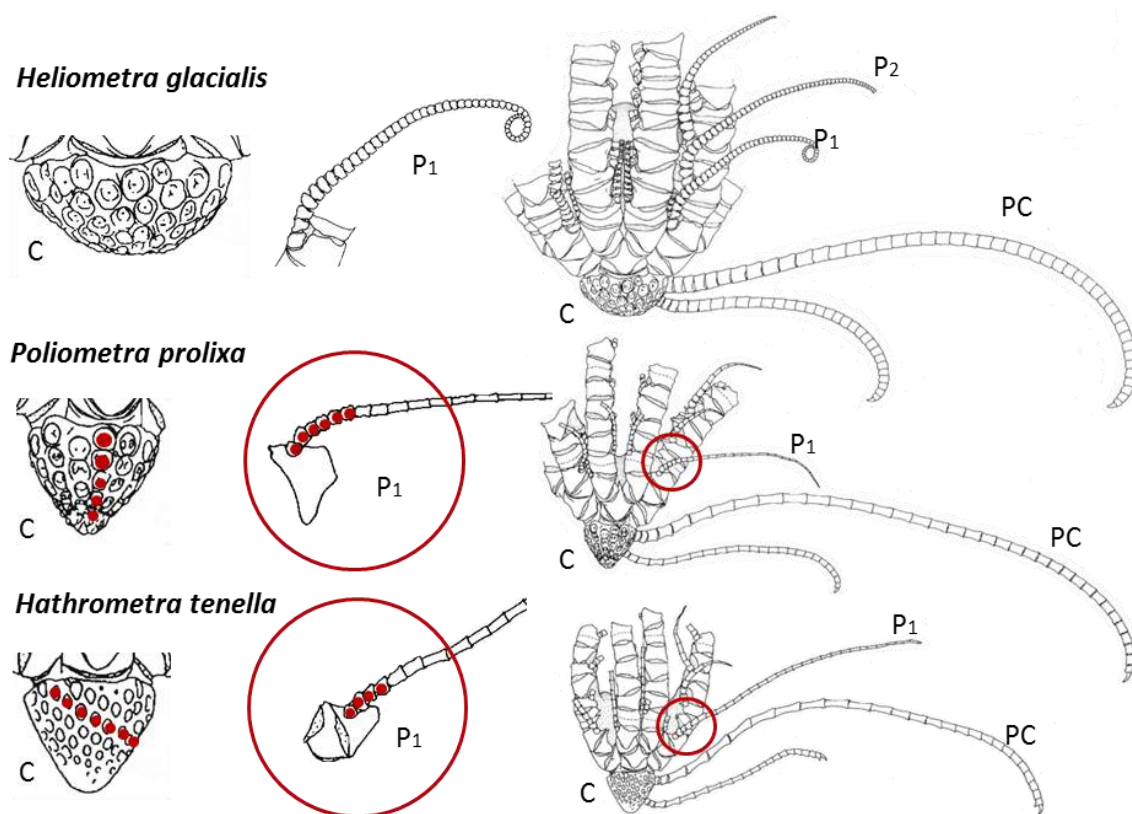 Heliometra glacialis
C
P1
P2
P1
PC
C
Poliometra prolixa
C
P1
P1
PC
C
Hathrometra tenella
C
P1
P1
PC
C